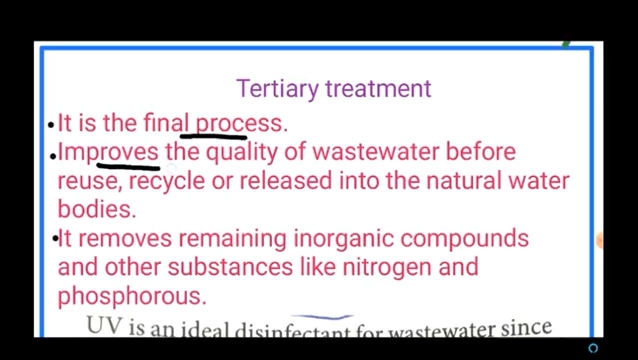 Tertiary treatment
•It is the final process.
•Improves the quality of wastewater before
reuse, recycle or released into the natural water
bodies.
•It removes remaining inorganic compounds
and other substances like nitrogen and
phosphorous.
UV is an ideal disinfectant for wastewater since